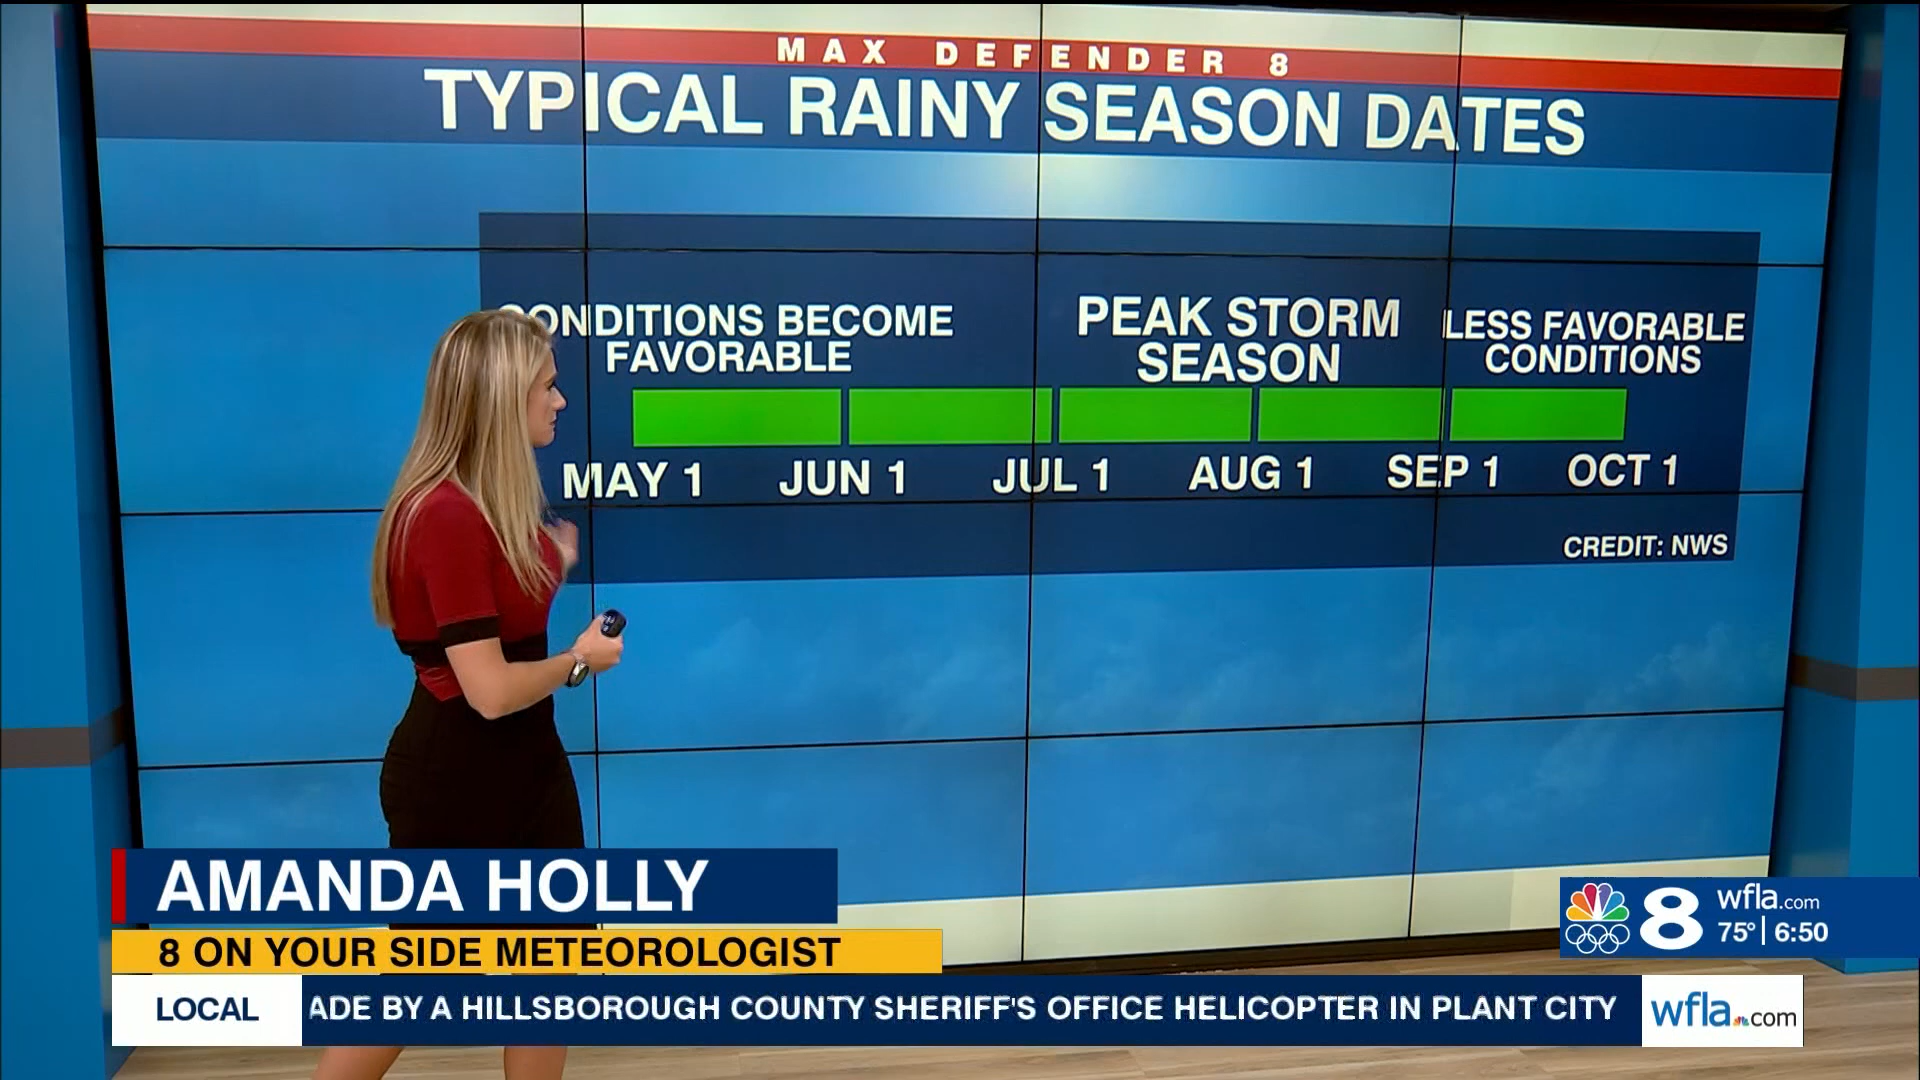 MAX DEFENDER 8
TYPICAL RAINY SEASON DATES
CONDITIONS BECOME
FAVORABLE
PEAK STORM
SEASON
LESS FAVORABLE
CONDITIONS
MAY 1 JUN 1 JUL 1 AUG 1 SEP 1 OCT 1
CREDIT: NWS
AMANDA HOLLY
8 ON YOUR SIDE METEOROLOGIST
8 wfla.com
75° 6:50
LOCAL ADE BY A HILLSBOROUGH COUNTY SHERIFF'S OFFICE HELICOPTER IN PLANT CITY wfla.com